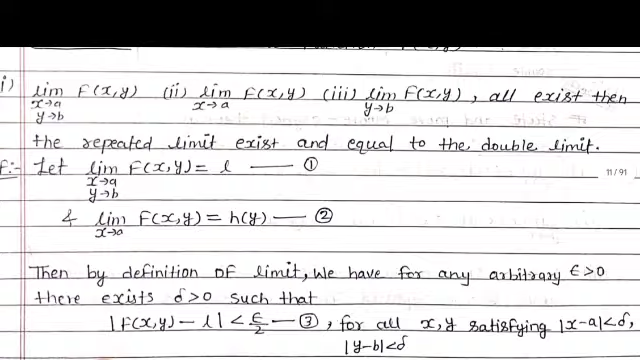 i) lim x→a y→b F(x,y) (ii) lim x→a F(x,y) (iii) lim y→b F(x,y), all exist then
the repeated limit exist and equal to the double limit.
f:- Let lim x→a y→b F(x,y) = l —— ①
11/91
& lim x→a F(x,y) = h(y) —— ②
Then by definition of limit, We have for any arbitrary ϵ>0
there exists δ>0 such that
|F(x,y) - l| < ϵ/2 —— ③, for all x,y satisfying |x-a|<δ,
|y-b|<δ